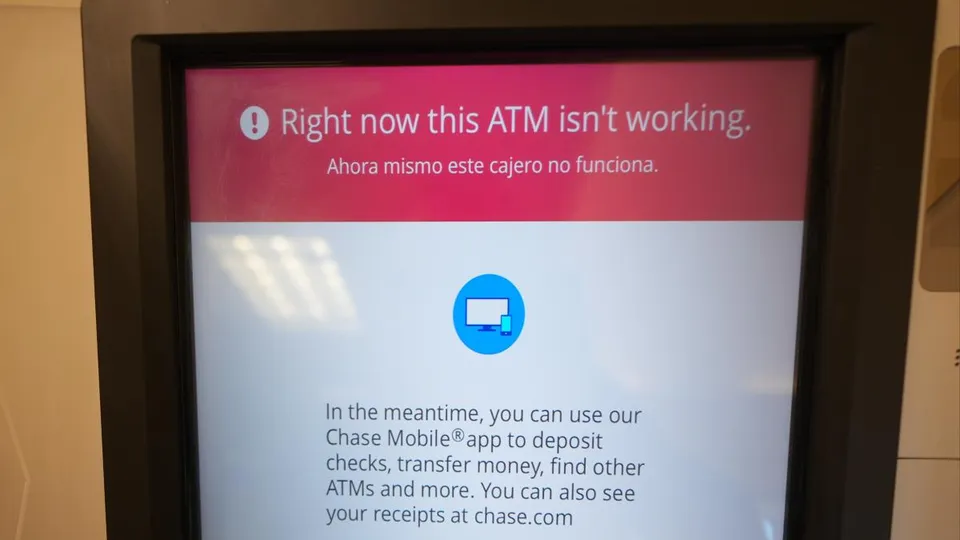 Right now this ATM isn't working.
Ahora mismo este cajero no funciona.
In the meantime, you can use our
Chase Mobile® app to deposit
checks, transfer money, find other
ATMs and more. You can also see
your receipts at chase.com